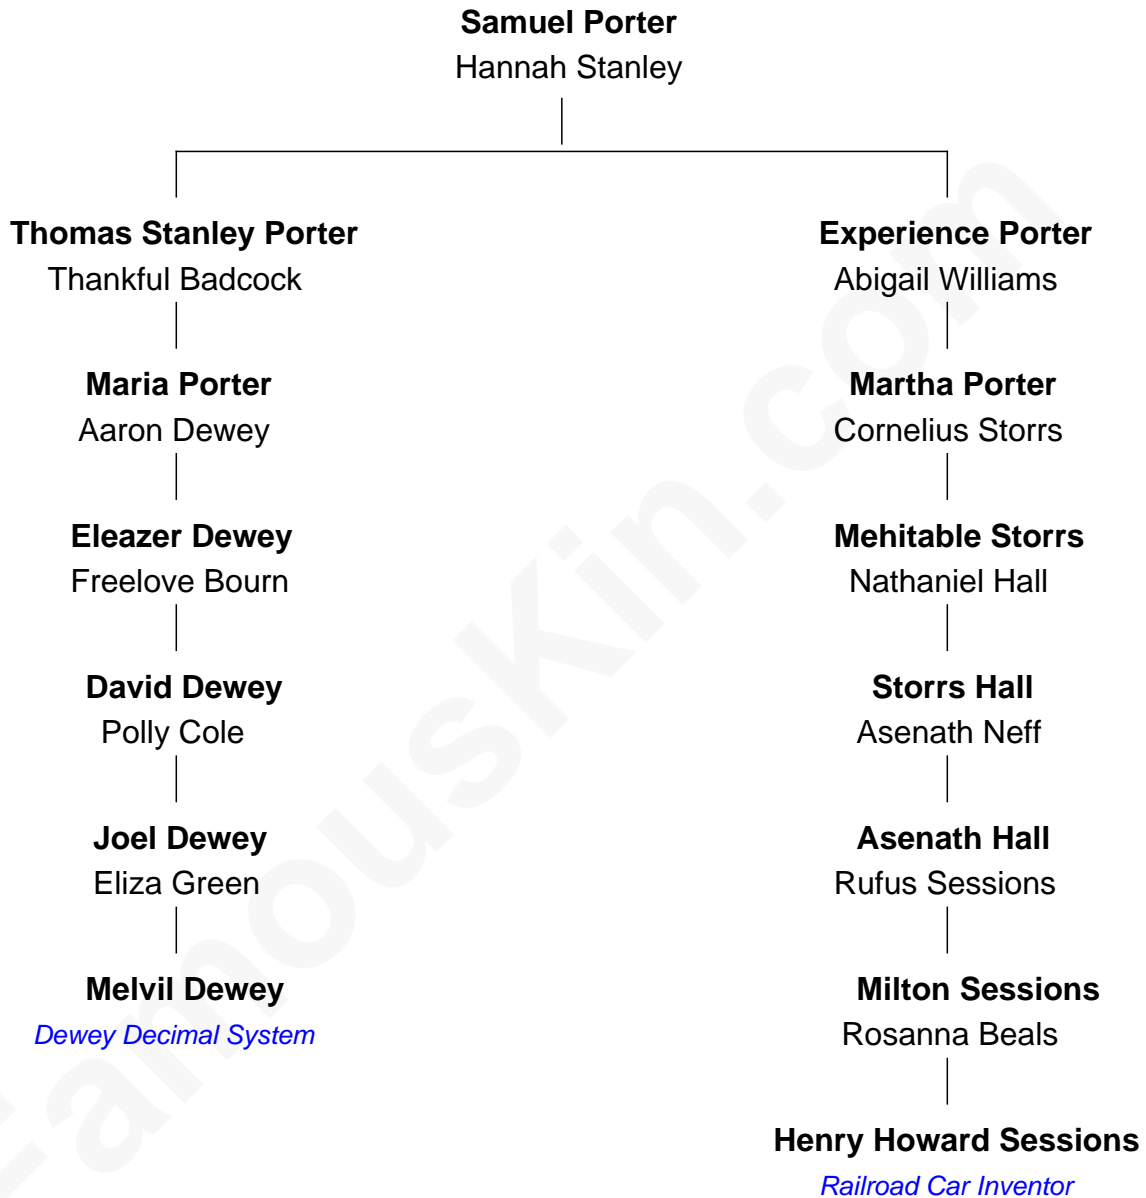 Samuel Porter
Hannah Stanley
Thomas Stanley Porter
Thankful Badcock
Maria Porter
Aaron Dewey
Eleazer Dewey
Freelove Bourn
David Dewey
Polly Cole
Joel Dewey
Eliza Green
Melvil Dewey
Dewey Decimal System
Experience Porter
Abigail Williams
Martha Porter
Cornelius Storrs
Mehitable Storrs
Nathaniel Hall
Storrs Hall
Asenath Neff
Asenath Hall
Rufus Sessions
Milton Sessions
Rosanna Beals
Henry Howard Sessions
Railroad Car Inventor
FamousKin.com